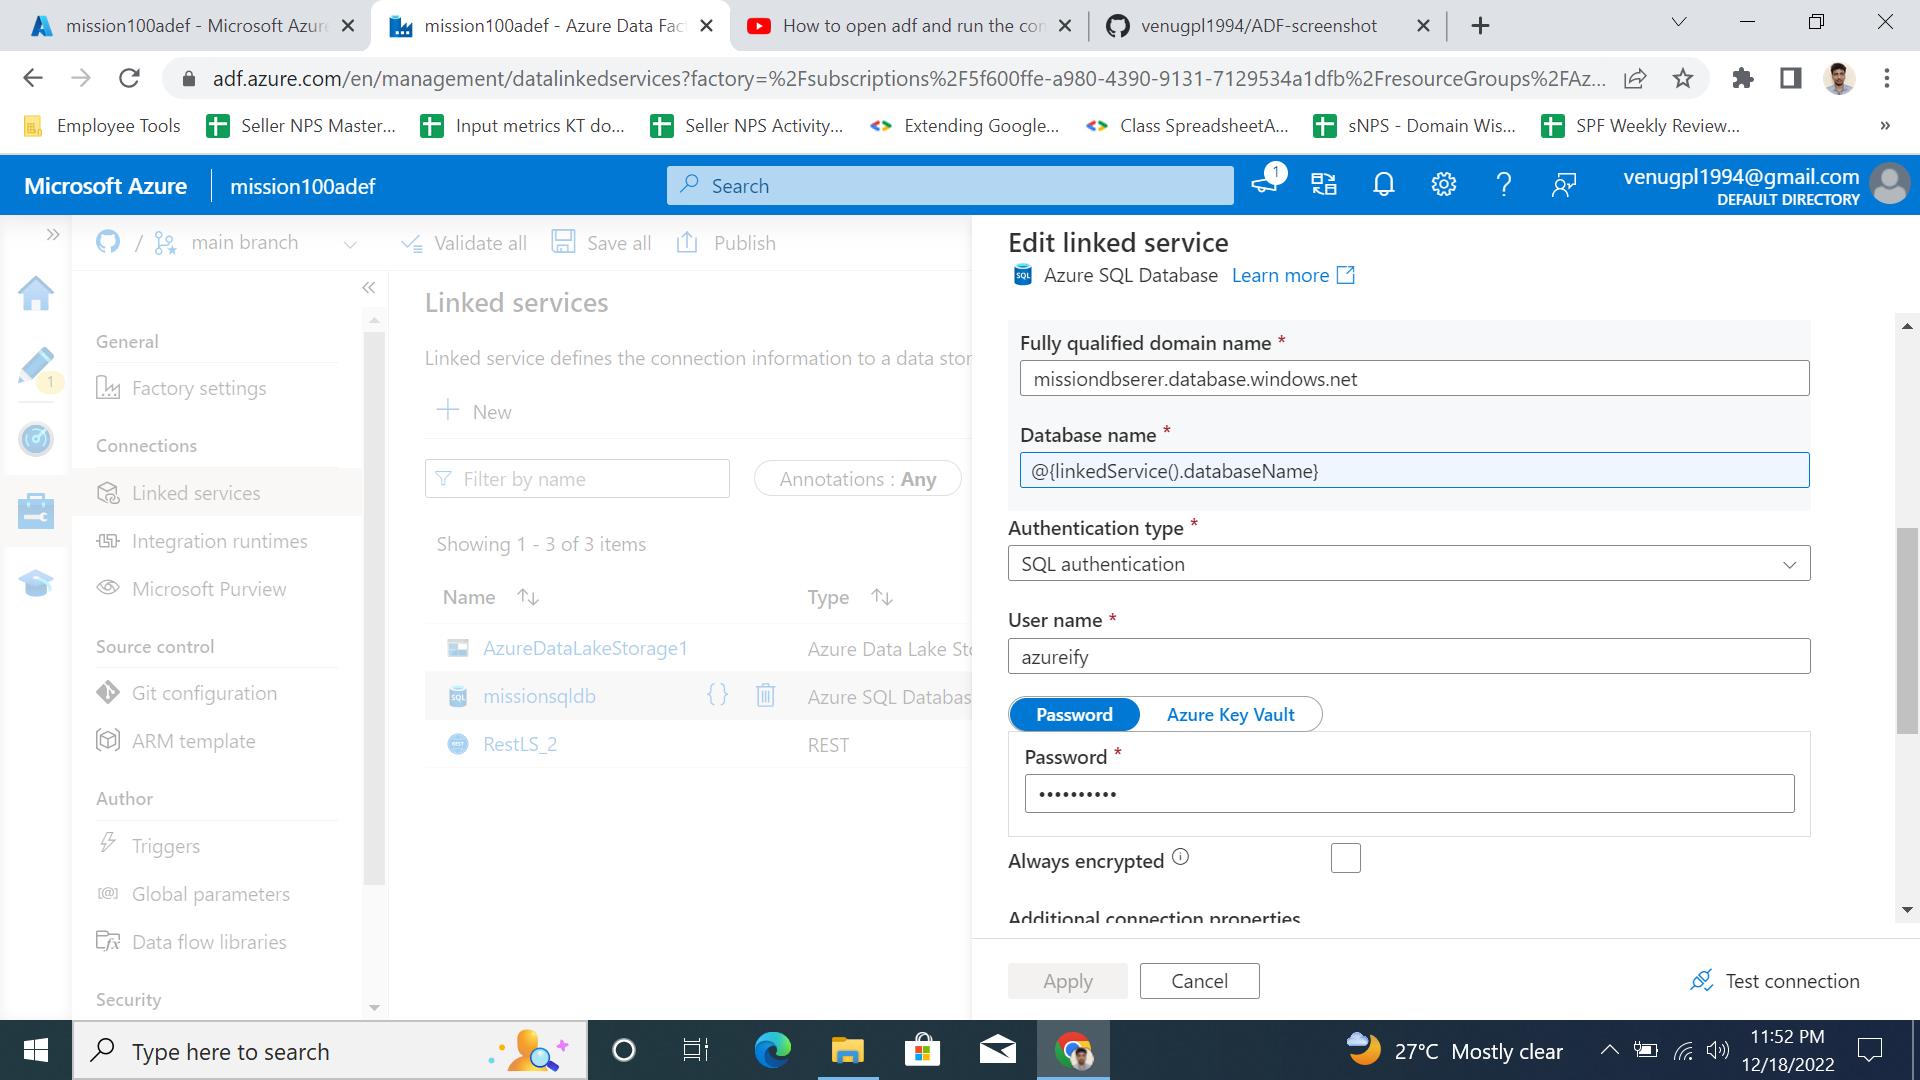 mission100adef - Microsoft Azure
mission100adef - Azure Data Fact
How to open adf and run the con
venugpl1994/ADF-screenshot
adf.azure.com/en/management/datalinkedservices?factory=%2Fsubscriptions%2F5f600ffe-a980-4390-9131-7129534a1dfb%2FresourceGroups%2FAz...
Employee Tools
Seller NPS Master...
Input metrics KT do...
Seller NPS Activity...
Extending Google...
Class SpreadsheetA...
sNPS - Domain Wis...
SPF Weekly Review...
»
Microsoft Azure
mission100adef
Search
1
venugpl1994@gmail.com
DEFAULT DIRECTORY
/ main branch
Validate all
Save all
Publish
1
General
Factory settings
Connections
Linked services
Integration runtimes
Microsoft Purview
Source control
Git configuration
ARM template
Author
Triggers
Global parameters
Data flow libraries
Security
Linked services
Linked service defines the connection information to a data stor
New
Filter by name
Annotations : Any
Showing 1 - 3 of 3 items
Name
Type
AzureDataLakeStorage1
Azure Data Lake Sto
SQL
missionsqldb
{}
Azure SQL Databas
RestLS_2
REST
Edit linked service
SQL
Azure SQL Database
Learn more
Fully qualified domain name *
missiondbserer.database.windows.net
Database name *
@{linkedService().databaseName}
Authentication type *
SQL authentication
User name *
azureify
Password
Azure Key Vault
Password *
••••••••••
Always encrypted
Additional connection properties
Apply
Cancel
Test connection
Type here to search
27°C Mostly clear
11:52 PM
12/18/2022